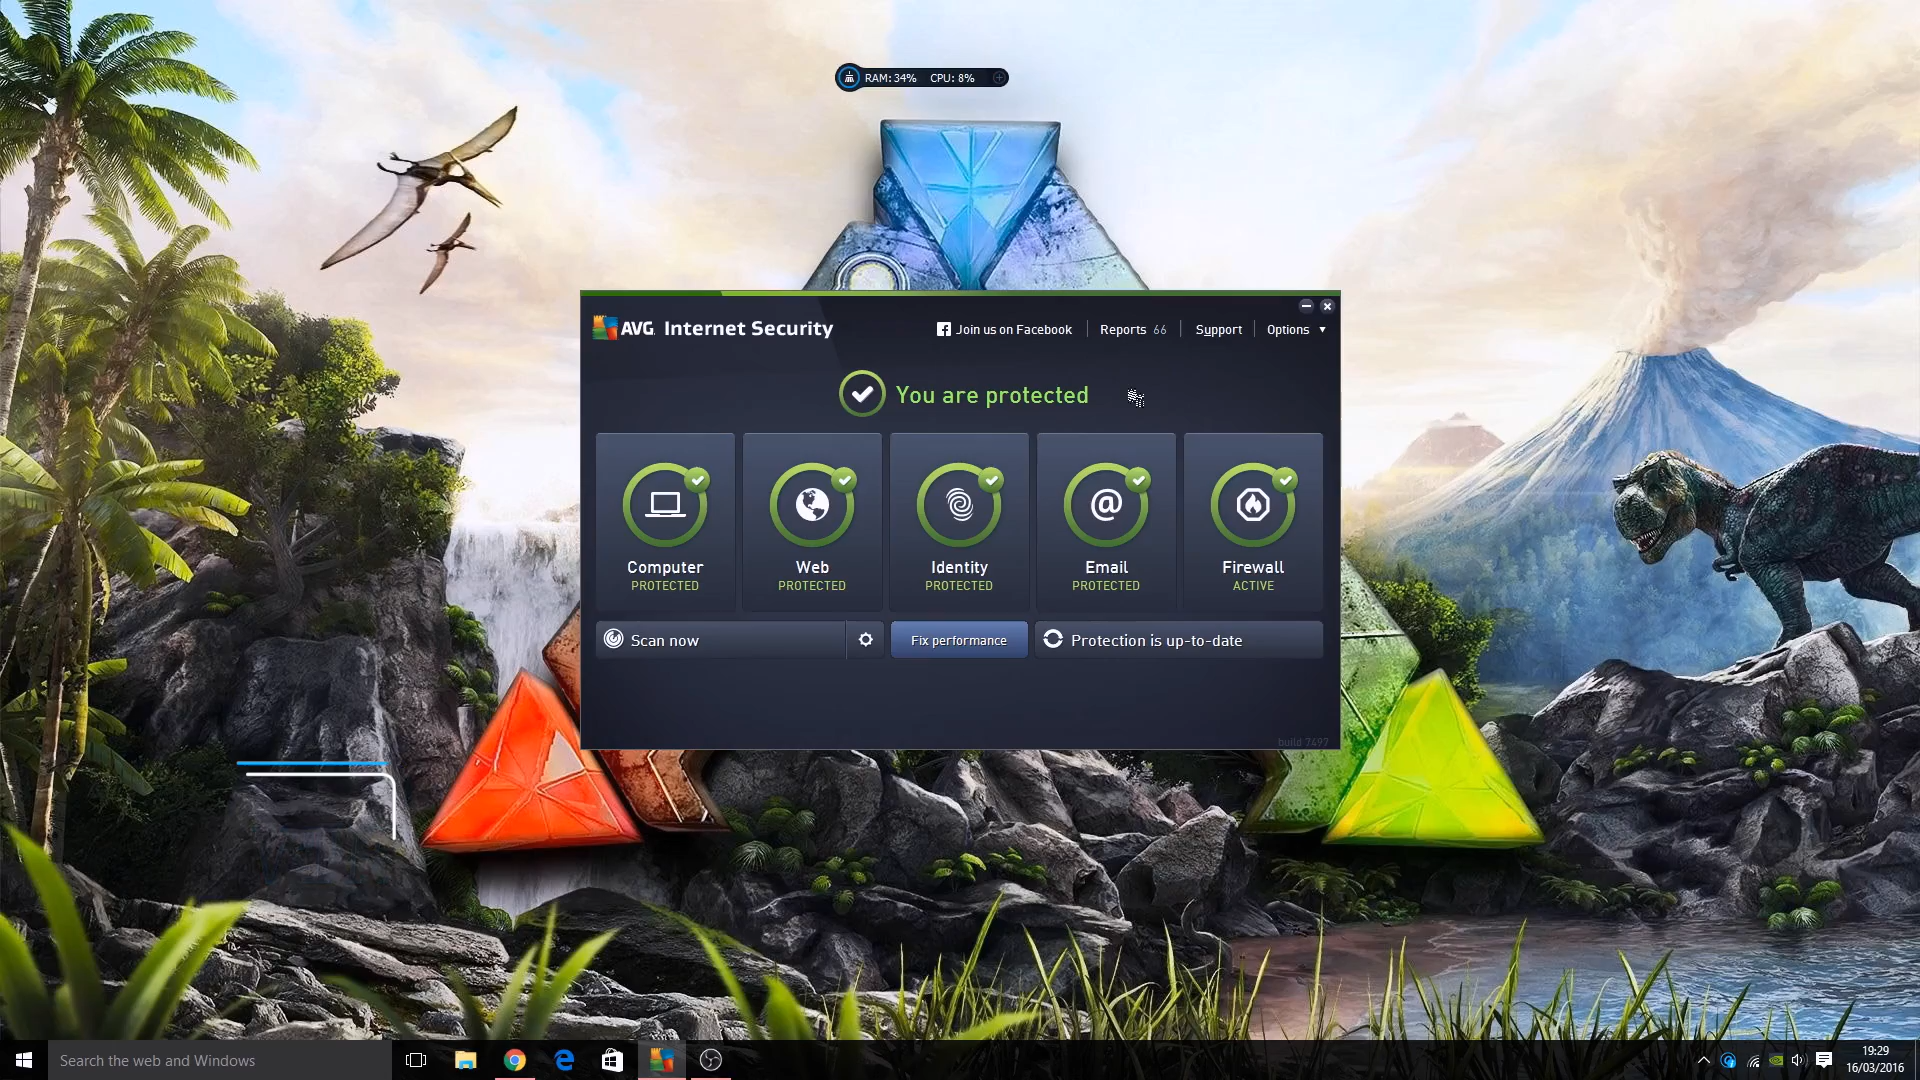 RAM: 34% CPU: 8%
AVG. Internet Security
Join us on Facebook
Reports 66
Support
Options
You are protected
Computer
PROTECTED
Web
PROTECTED
Identity
PROTECTED
@
Email
PROTECTED
Firewall
ACTIVE
Scan now
Fix performance
Protection is up-to-date
build 7497
Search the web and Windows
19:29
16/03/2016